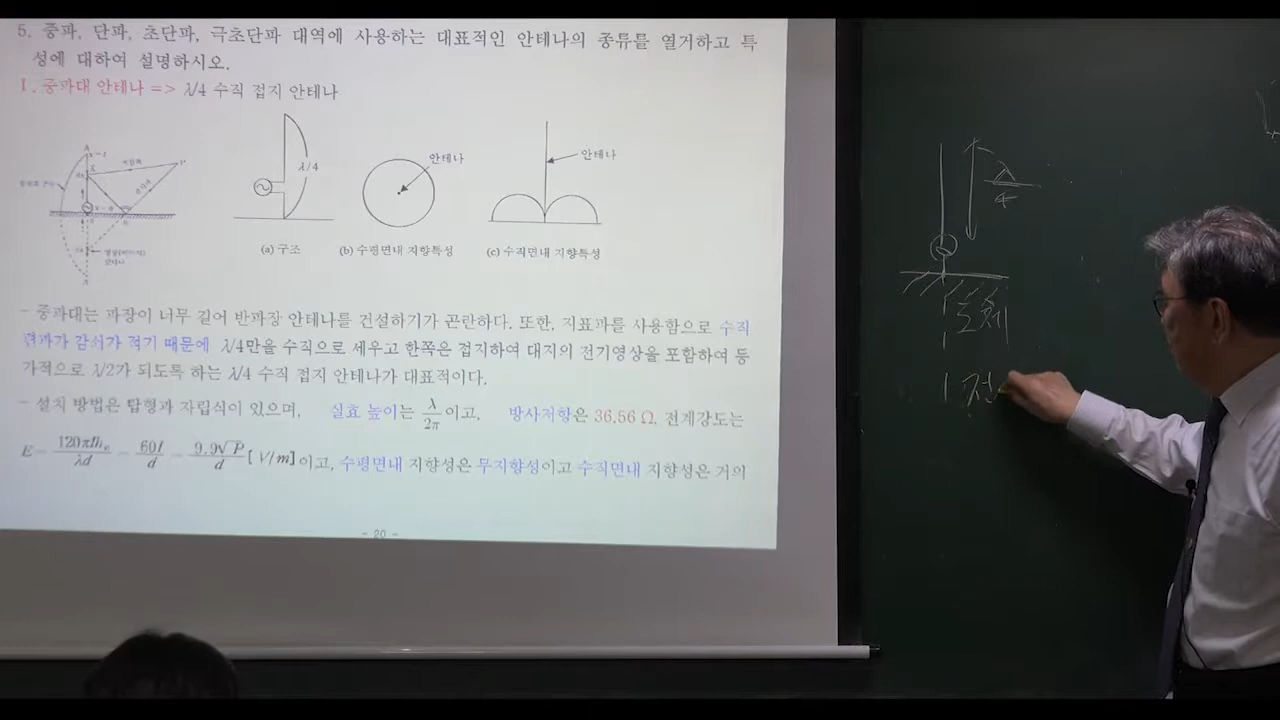 5. 중파, 단파, 초단파, 극초단파 대역에 사용하는 대표적인 안테나의 종류를 열거하고 특
성에 대하여 설명하시오.
1. 중파대 안테나 => λ/4 수직 접지 안테나
A
P
λ/4
안테나
안테나
(a) 구조
(b) 수평면내 지향특성
(c) 수직면내 지향특성
- 중파대는 파장이 너무 길어 반파장 안테나를 건설하기가 곤란하다. 또한, 지표파를 사용함으로 수직
편파가 감쇠가 적기 때문에 λ/4만을 수직으로 세우고 한쪽은 접지하여 대지의 전기영상을 포함하여 등
가적으로 λ/2가 되도록 하는 λ/4 수직 접지 안테나가 대표적이다.
- 설치 방법은 탑형과 자립식이 있으며, 실효 높이는 λ/2π 이고, 방사저항은 36.56 Ω, 전계강도는
E = 120πIhe/λd = 60I/d = 9.9√P/d [V/m]이고, 수평면내 지향성은 무지향성이고 수직면내 지향성은 거의
- 20 -
λ/4
도체
전